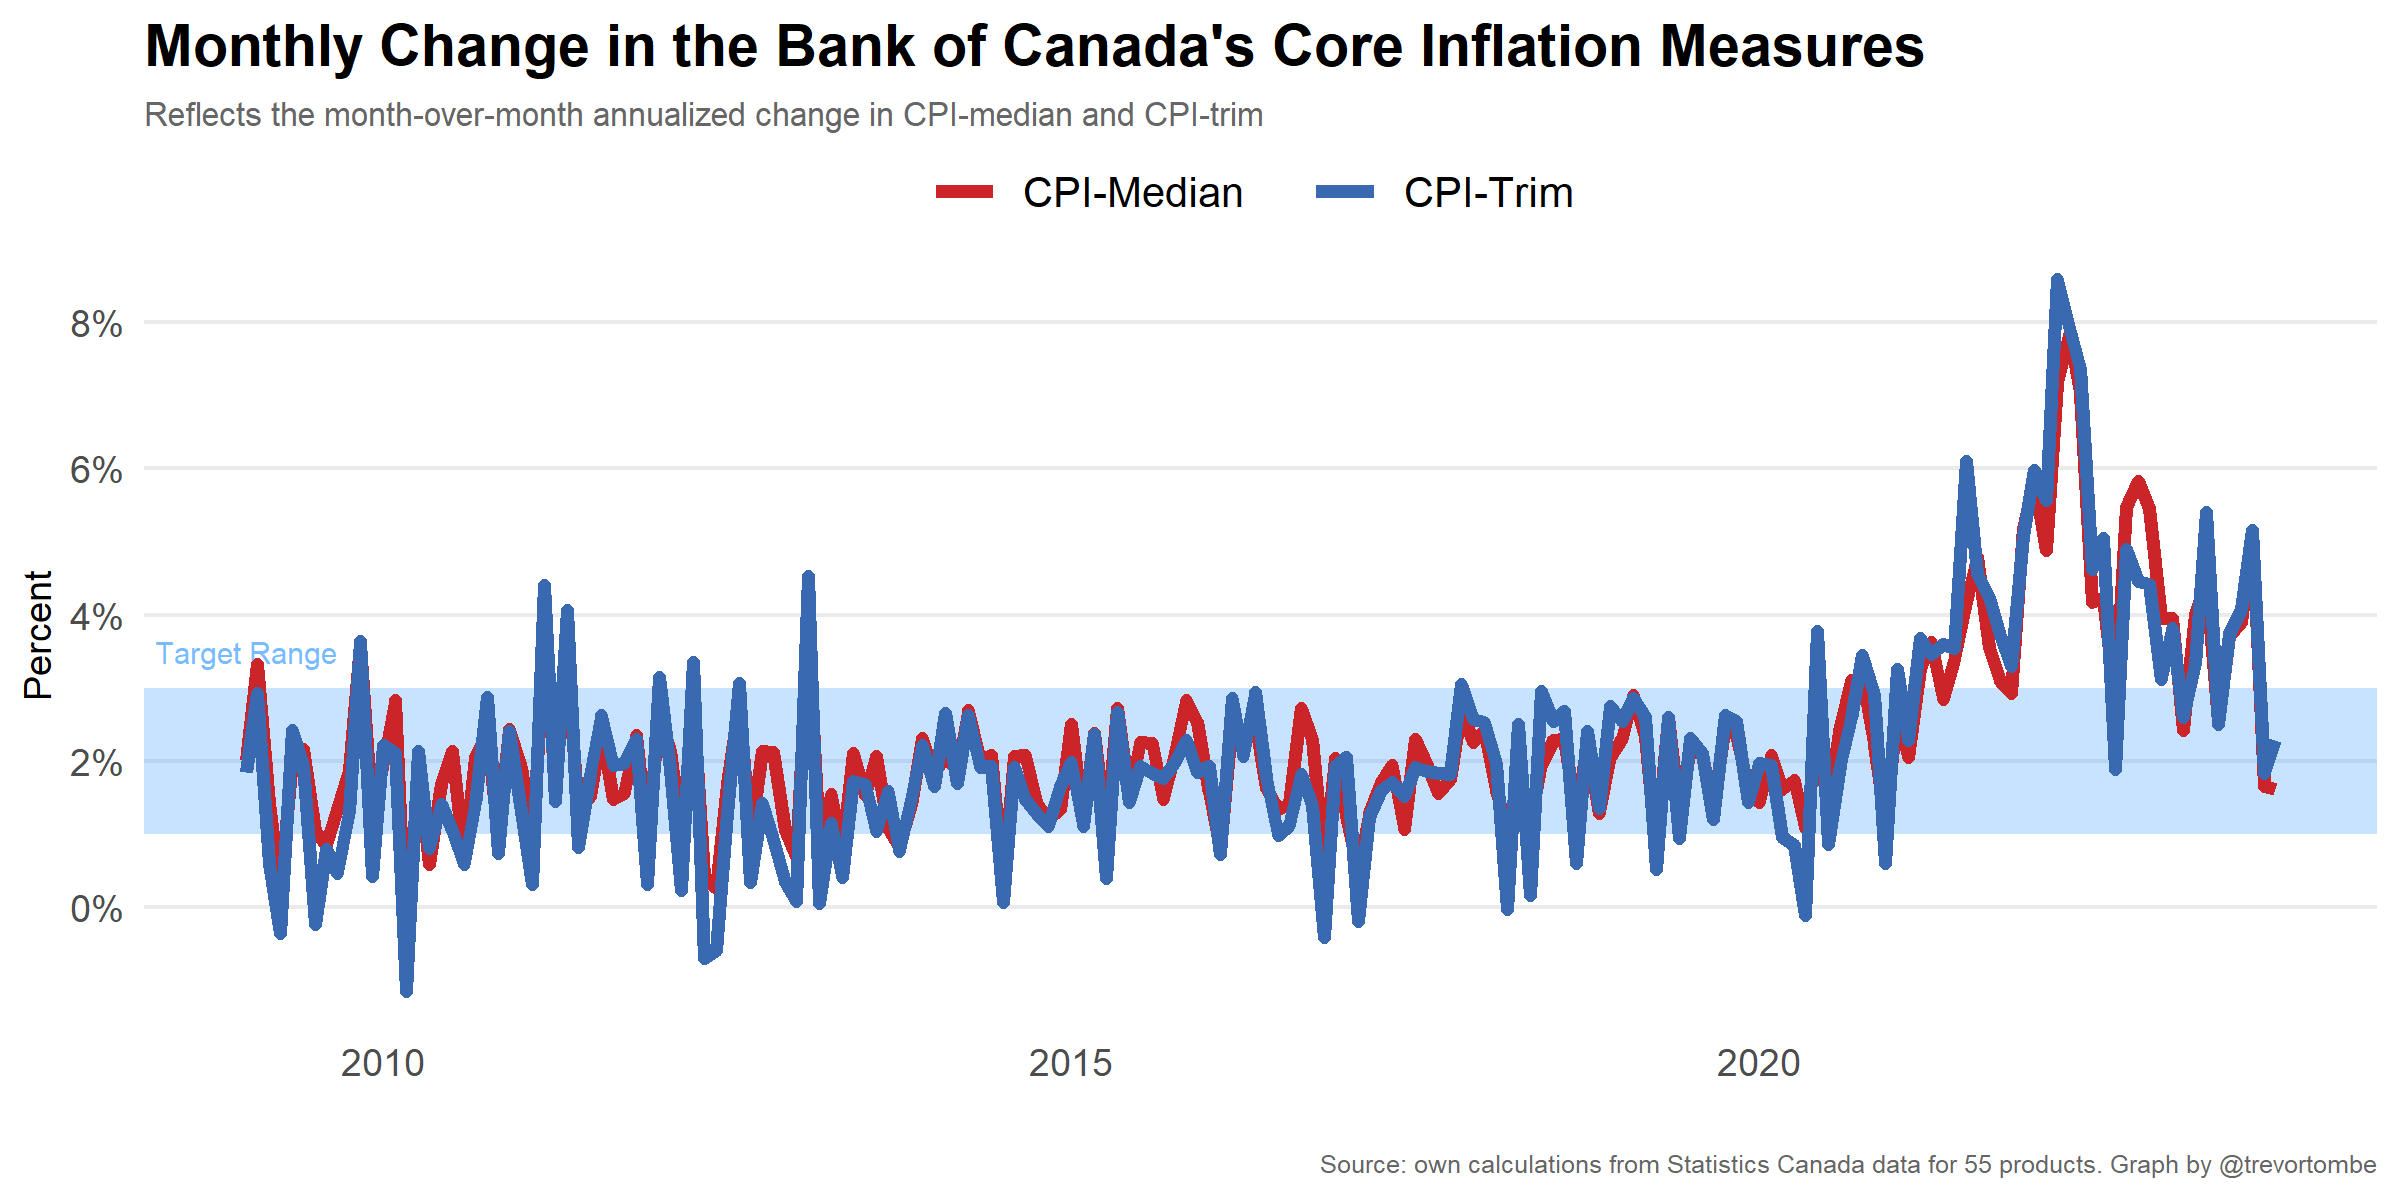 Monthly Change in the Bank of Canada's Core Inflation Measures
Reflects the month-over-month annualized change in CPI-median and CPI-trim
CPI-Median
CPI-Trim
8%
6%
4%
2%
0%
Percent
Target Range
2010
2015
2020
Source: own calculations from Statistics Canada data for 55 products. Graph by @trevortombe